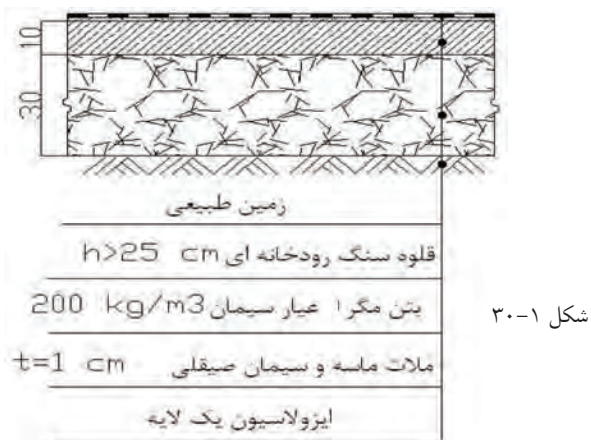 10
30
زمین طبیعی
قلوه سنگ رودخانه ای h>25 cm
بتن مگر۱ عیار سیمان 200 kg/m3
ملات ماسه و سیمان صیقلی t=1 cm
ایزولاسیون یک لایه
شکل ۱-۳۰